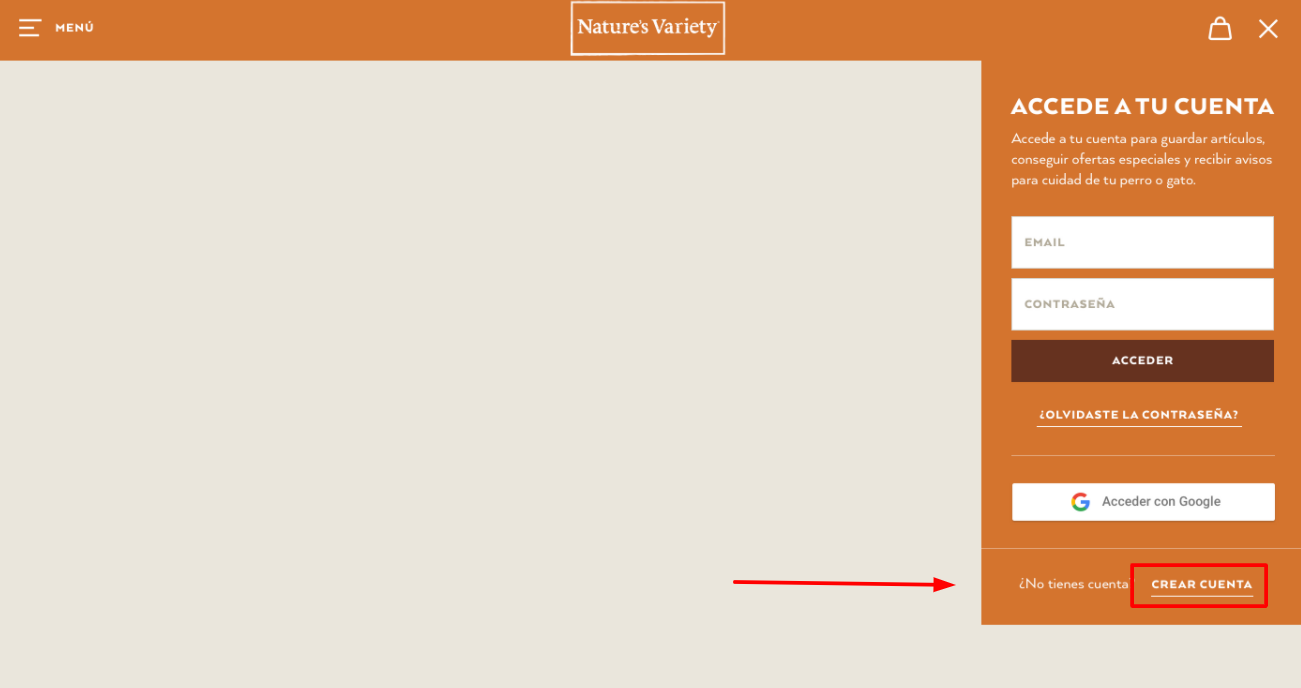 MENÚ
Nature's Variety
ACCEDE A TU CUENTA
Accede a tu cuenta para guardar artículos,
conseguir ofertas especiales y recibir avisos
para cuidad de tu perro o gato.
EMAIL
CONTRASEÑA
ACCEDER
¿OLVIDASTE LA CONTRASEÑA?
Acceder con Google
¿No tienes cuenta? CREAR CUENTA